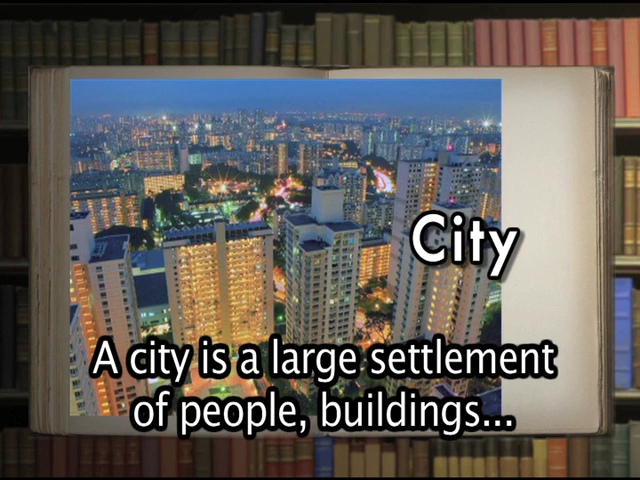 City
A city is a large settlement
of people, buildings...